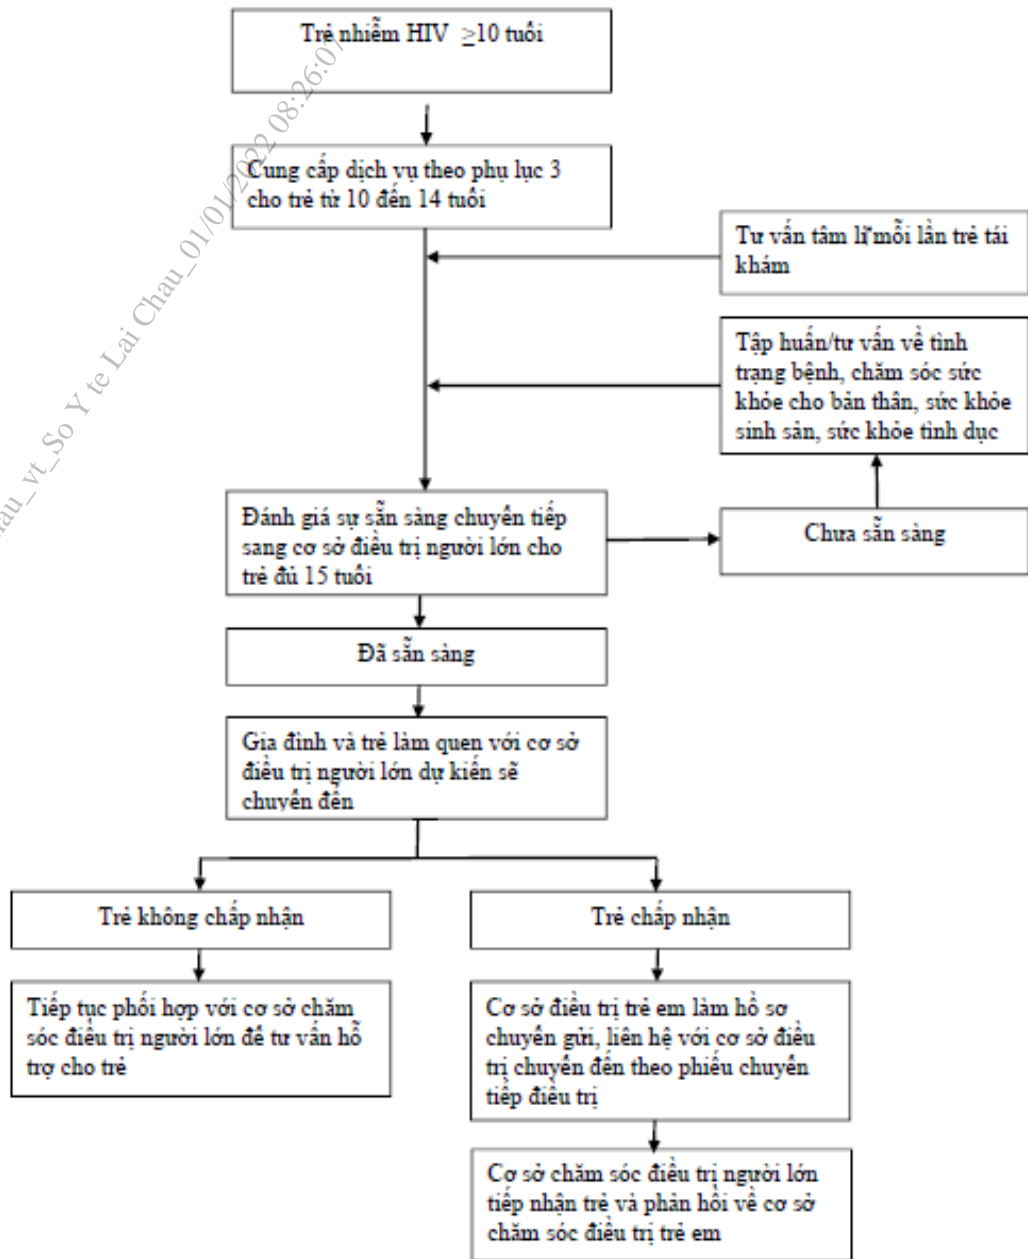 Trẻ nhiễm HIV ≥10 tuổi
Cung cấp dịch vụ theo phụ lục 3
cho trẻ từ 10 đến 14 tuổi
Tư vấn tâm lí mỗi lần trẻ tái
khám
Tập huấn/tư vấn về tình
trạng bệnh, chăm sóc sức
khỏe cho bản thân, sức khỏe
sinh sản, sức khỏe tình dục
Đánh giá sự sẵn sàng chuyển tiếp
sang cơ sở điều trị người lớn cho
trẻ đủ 15 tuổi
Chưa sẵn sàng
Đã sẵn sàng
Gia đình và trẻ làm quen với cơ sở
điều trị người lớn dự kiến sẽ
chuyển đến
Trẻ không chấp nhận
Trẻ chấp nhận
Tiếp tục phối hợp với cơ sở chăm
sóc điều trị người lớn để tư vấn hỗ
trợ cho trẻ
Cơ sở điều trị trẻ em làm hồ sơ
chuyển gửi, liên hệ với cơ sở điều
trị chuyển đến theo phiếu chuyển
tiếp điều trị
Cơ sở chăm sóc điều trị người lớn
tiếp nhận trẻ và phản hồi về cơ sở
chăm sóc điều trị trẻ em
au_vt_So Y te Lai Chau_01/01/2022 08:26:0